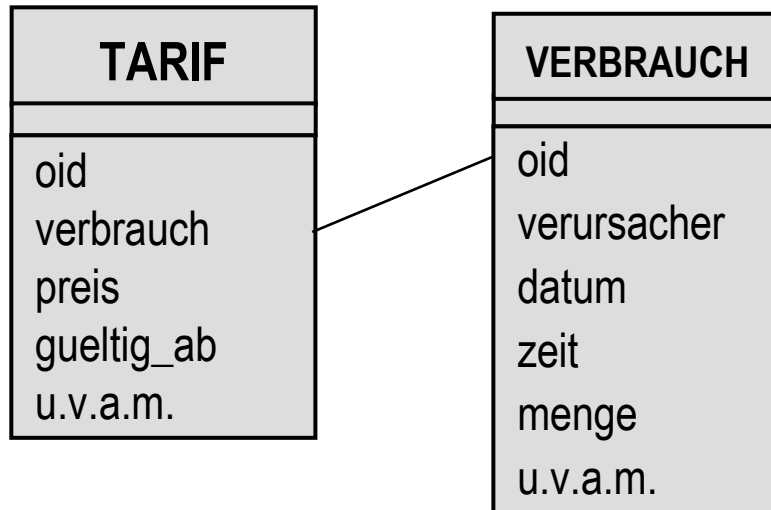 TARIF
oid
verbrauch
preis
gueltig_ab
u.v.a.m.
VERBRAUCH
oid
verursacher
datum
zeit
menge
u.v.a.m.